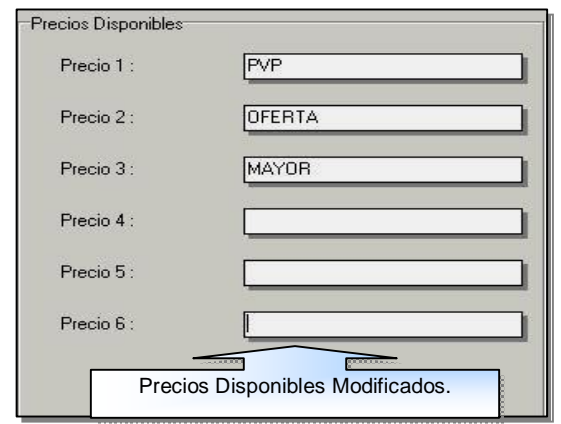 Precios Disponibles
Precio 1 : PVP
Precio 2 : OFERTA
Precio 3 : MAYOR
Precio 4 :
Precio 5 :
Precio 6 :
Precios Disponibles Modificados.